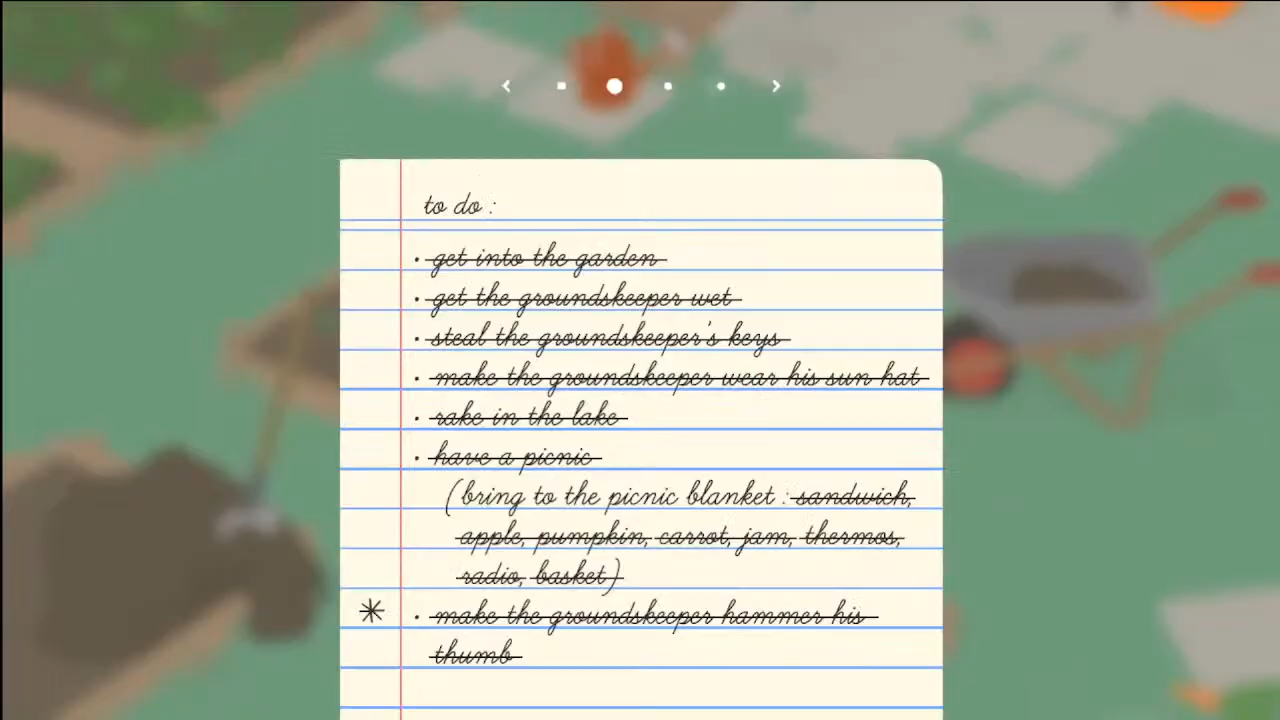 to do :
• get into the garden
• get the groundskeeper wet
• steal the groundskeeper's keys
• make the groundskeeper wear his sun hat
• rake in the lake
• have a picnic
(bring to the picnic blanket : sandwich,
apple, pumpkin, carrot, jam, thermos,
radio, basket)
• make the groundskeeper hammer his
thumb